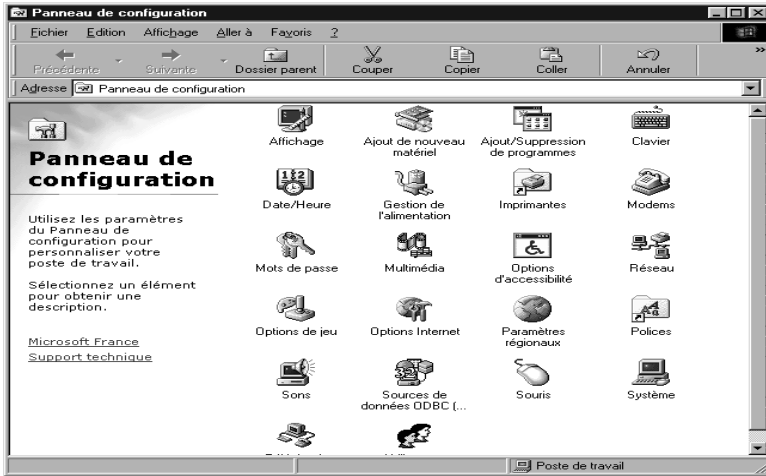 Panneau de configuration
Fichier Edition Affichage Aller à Favoris ?
Précédente Suivante Dossier parent Couper Copier Coller Annuler »
Adresse Panneau de configuration
Panneau de
configuration
Utilisez les paramètres
du Panneau de
configuration pour
personnaliser votre
poste de travail.
Sélectionnez un élément
pour obtenir une
description.
Microsoft France
Support technique
Affichage
Ajout de nouveau
matériel
Ajout/Suppression
de programmes
Clavier
Date/Heure
Gestion de
l'alimentation
Imprimantes
Modems
Mots de passe
Multimédia
Options
d'accessibilité
Réseau
Options de jeu
Options Internet
Paramètres
régionaux
Polices
Sons
Sources de
données ODBC (...
Souris
Système
Poste de travail